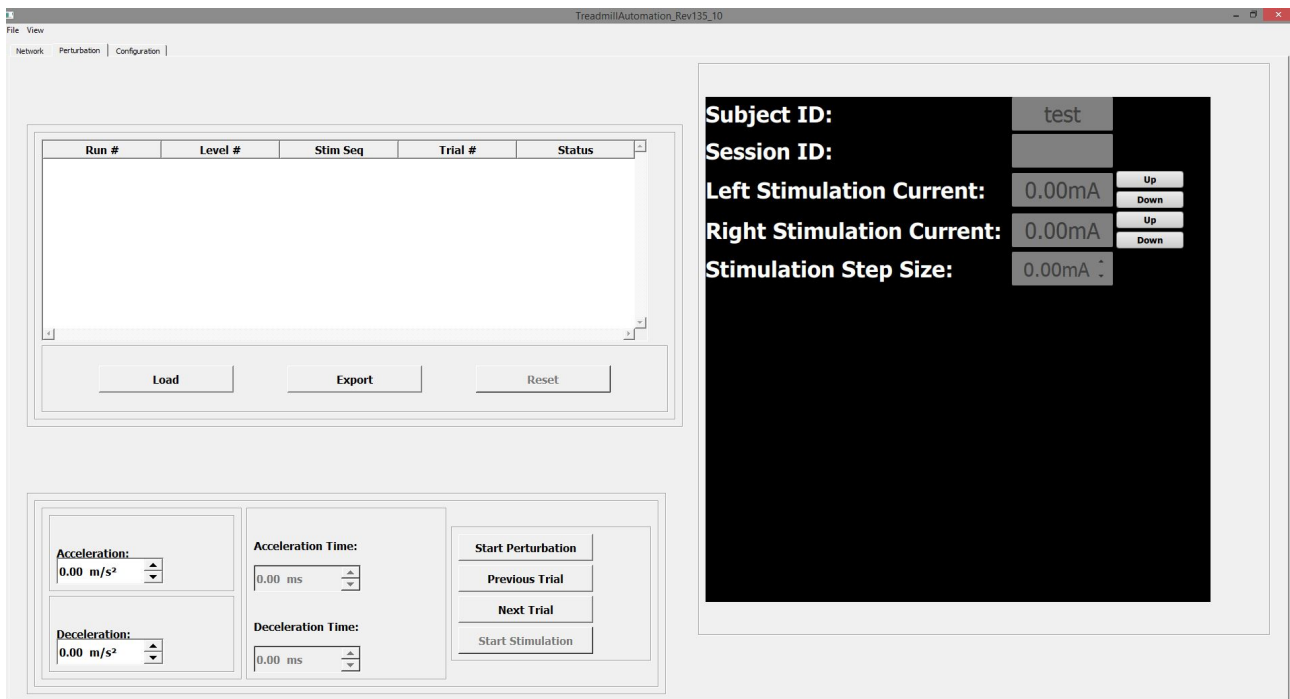 TreadmillAutomation_Rev135_10
File View
Network Perturbation Configuration
Run # Level # Stim Seq Trial # Status
Load Export Reset
Acceleration:
0.00 m/s²
Deceleration:
0.00 m/s²
Acceleration Time:
0.00 ms
Deceleration Time:
0.00 ms
Start Perturbation
Previous Trial
Next Trial
Start Stimulation
Subject ID: test
Session ID:
Left Stimulation Current: 0.00mA Up
Down
Right Stimulation Current: 0.00mA Up
Down
Stimulation Step Size: 0.00mA